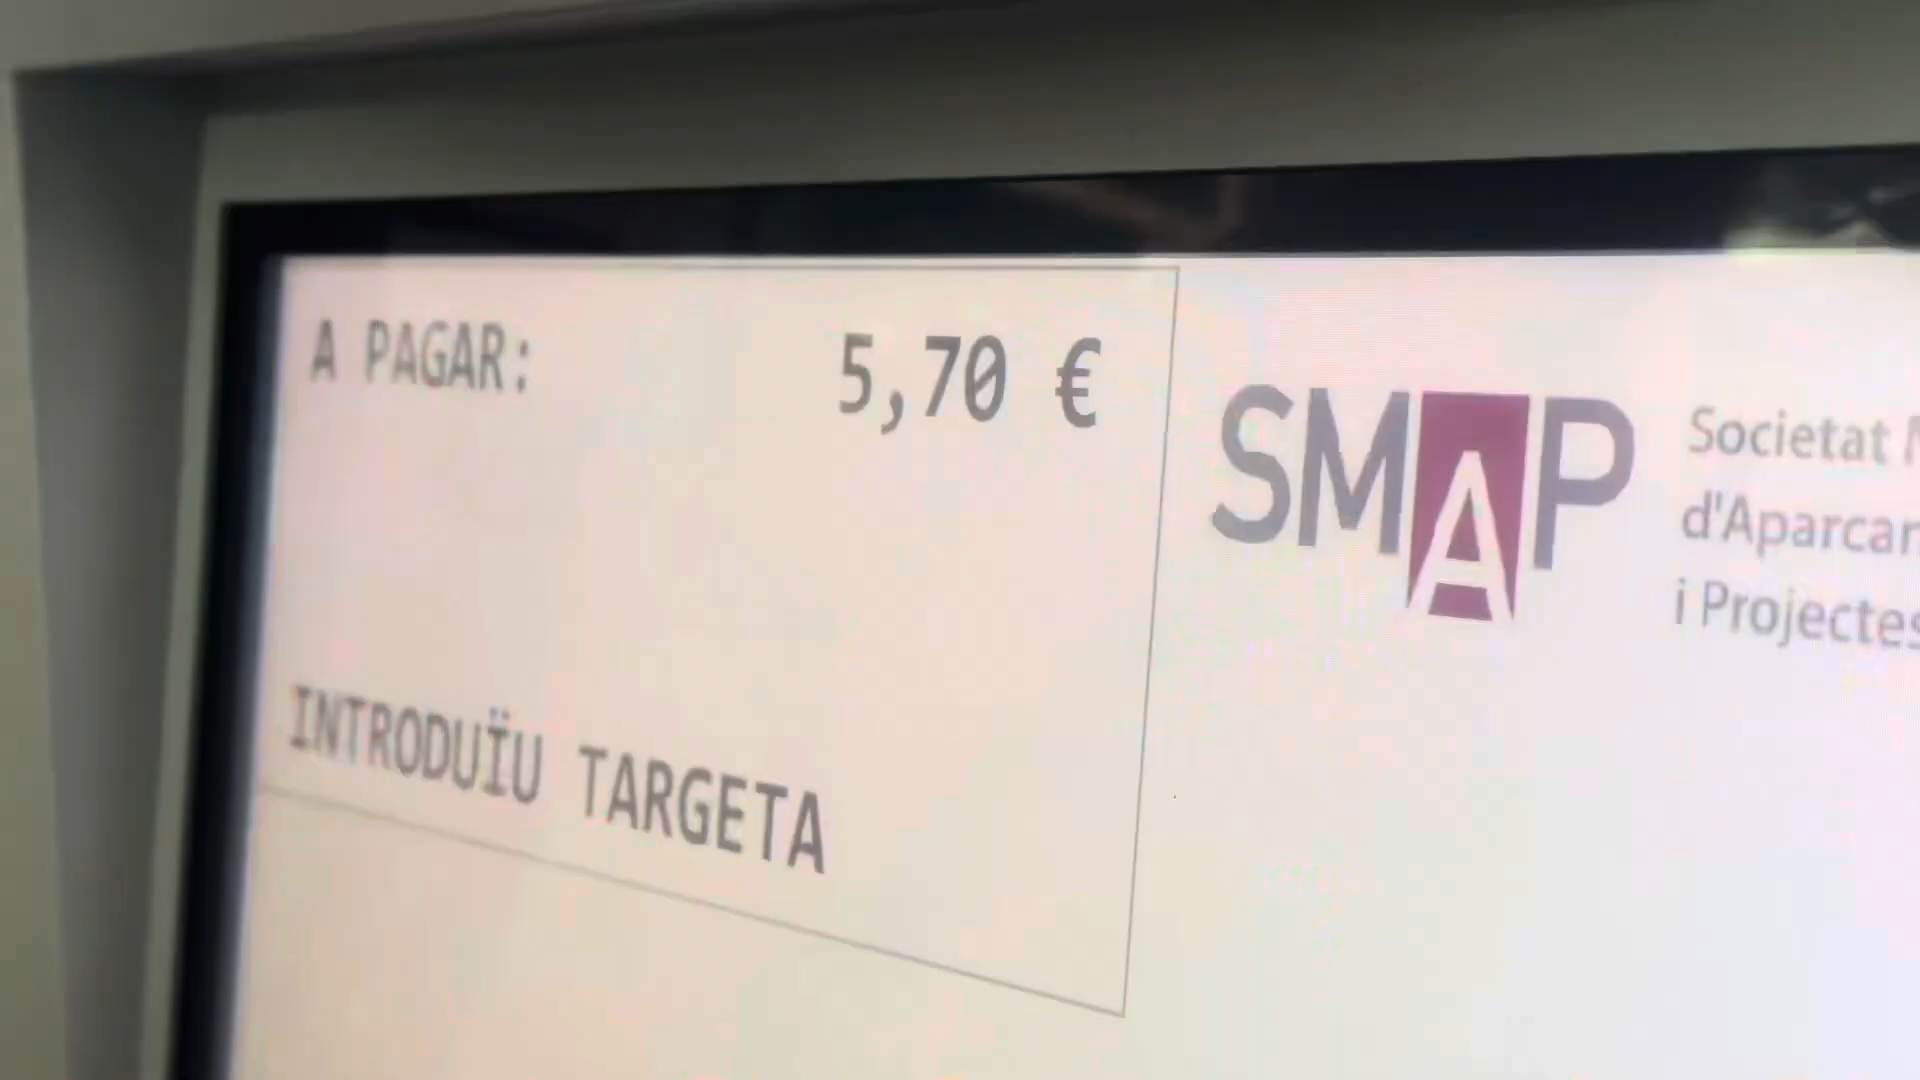 A PAGAR: 5,70 €
INTRODUÏU TARGETA
SMAP
Societat
d'Aparcar
i Projectes